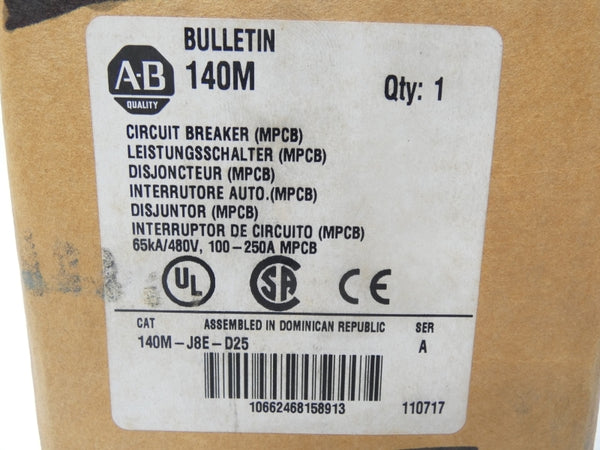 BULLETIN
A-B 140M Qty: 1
QUALITY
CIRCUIT BREAKER (MPCB)
LEISTUNGSSCHALTER (MPCB)
DISJONCTEUR (MPCB)
INTERRUTORE AUTO.(MPCB)
DISJUNTOR (MPCB)
INTERRUPTOR DE CIRCUITO (MPCB)
65kA/480V, 100-250A MPCB
UL SA CE
CAT ASSEMBLED IN DOMINICAN REPUBLIC SER
140M-J8E-D25 A
10662468158913 110717